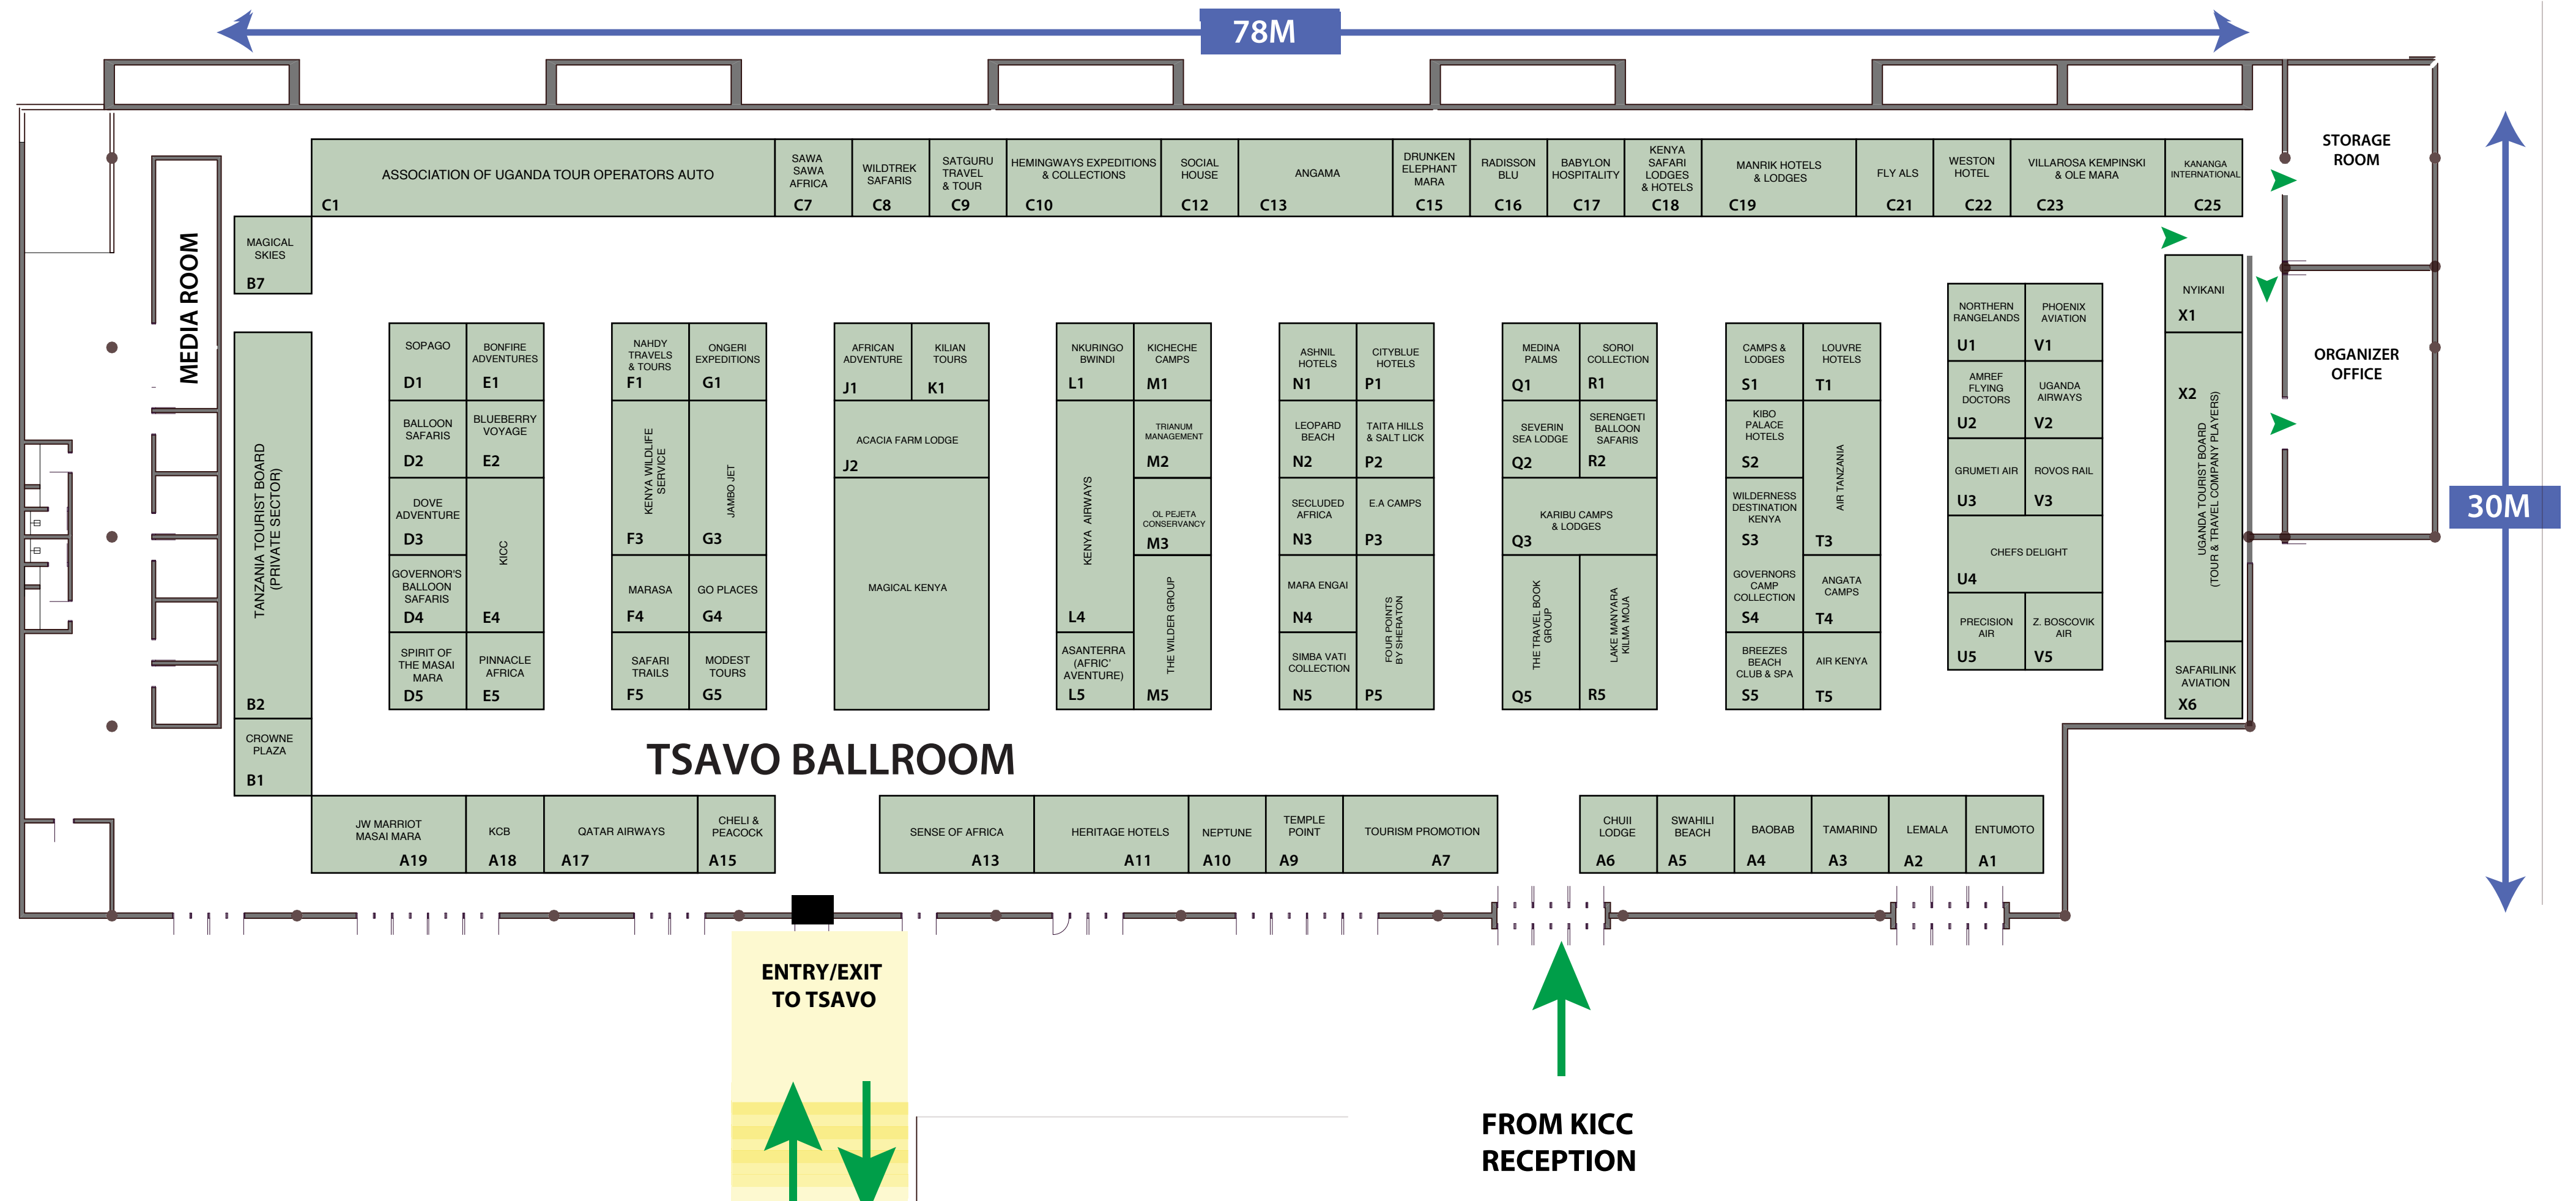 78M
STORAGE
ROOM
ASSOCIATION OF UGANDA TOUR OPERATORS AUTO
C1
SAWA
SAWA
AFRICA
C7
WILDTREK
SAFARIS
C8
SATGURU
TRAVEL
& TOUR
C9
HEMINGWAYS EXPEDITIONS
& COLLECTIONS
C10
SOCIAL
HOUSE
C12
ANGAMA
C13
DRUNKEN
ELEPHANT
MARA
C15
RADISSON
BLU
C16
BABYLON
HOSPITALITY
C17
KENYA
SAFARI
LODGES
& HOTELS
C18
MANRIK HOTELS
& LODGES
C19
FLY ALS
C21
WESTON
HOTEL
C22
VILLAROSA KEMPINSKI
& OLE MARA
C23
KANANGA
INTERNATIONAL
C25
MEDIA ROOM
MAGICAL
SKIES
B7
TANZANIA TOURIST BOARD
(PRIVATE SECTOR)
B2
CROWNE
PLAZA
B1
SOPAGO
D1
BONFIRE
ADVENTURES
E1
BALLOON
SAFARIS
D2
BLUEBERRY
VOYAGE
E2
DOVE
ADVENTURE
D3
KICC
E4
GOVERNOR'S
BALLOON
SAFARIS
D4
SPIRIT OF
THE MASAI
MARA
D5
PINNACLE
AFRICA
E5
NAHDY
TRAVELS
& TOURS
F1
ONGERI
EXPEDITIONS
G1
KENYA WILDLIFE
SERVICE
F3
JAMBO JET
G3
MARASA
F4
GO PLACES
G4
SAFARI
TRAILS
F5
MODEST
TOURS
G5
AFRICAN
ADVENTURE
J1
KILIAN
TOURS
K1
ACACIA FARM LODGE
J2
MAGICAL KENYA
NKURINGO
BWINDI
L1
KICHECHE
CAMPS
M1
KENYA AIRWAYS
L4
TRIANUM
MANAGEMENT
M2
OL PEJETA
CONSERVANCY
M3
THE WILDER GROUP
M5
ASANTERRA
(AFRIC'
AVENTURE)
L5
ASHNIL
HOTELS
N1
CITYBLUE
HOTELS
P1
LEOPARD
BEACH
N2
TAITA HILLS
& SALT LICK
P2
SECLUDED
AFRICA
N3
E.A CAMPS
P3
MARA ENGAI
N4
FOUR POINTS
BY SHERATON
P5
SIMBA VATI
COLLECTION
N5
MEDINA
PALMS
Q1
SOROI
COLLECTION
R1
SEVERIN
SEA LODGE
Q2
SERENGETI
BALLOON
SAFARIS
R2
KARIBU CAMPS
& LODGES
Q3
THE TRAVEL BOOK
GROUP
Q5
LAKE MANYARA
KILMA MOJA
R5
CAMPS &
LODGES
S1
LOUVRE
HOTELS
T1
KIBO
PALACE
HOTELS
S2
AIR TANZANIA
T3
WILDERNESS
DESTINATION
KENYA
S3
GOVERNORS
CAMP
COLLECTION
S4
ANGATA
CAMPS
T4
BREEZES
BEACH
CLUB & SPA
S5
AIR KENYA
T5
NORTHERN
RANGELANDS
U1
PHOENIX
AVIATION
V1
AMREF
FLYING
DOCTORS
U2
UGANDA
AIRWAYS
V2
GRUMETI AIR
U3
ROVOS RAIL
V3
CHEFS DELIGHT
U4
PRECISION
AIR
U5
Z. BOSCOVIK
AIR
V5
NYIKANI
X1
X2
UGANDA TOURIST BOARD
(TOUR & TRAVEL COMPANY PLAYERS)
SAFARILINK
AVIATION
X6
ORGANIZER
OFFICE
30M
TSAVO BALLROOM
JW MARRIOT
MASAI MARA
A19
KCB
A18
QATAR AIRWAYS
A17
CHELI &
PEACOCK
A15
SENSE OF AFRICA
A13
HERITAGE HOTELS
A11
NEPTUNE
A10
TEMPLE
POINT
A9
TOURISM PROMOTION
A7
CHUII
LODGE
A6
SWAHILI
BEACH
A5
BAOBAB
A4
TAMARIND
A3
LEMALA
A2
ENTUMOTO
A1
ENTRY/EXIT
TO TSAVO
FROM KICC
RECEPTION